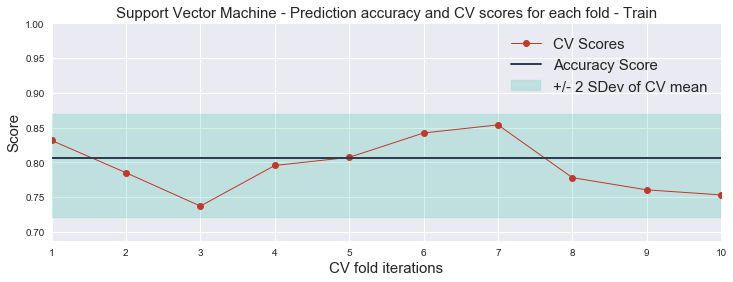 Support Vector Machine - Prediction accuracy and CV scores for each fold - Train
1.00
0.95
0.90
0.85
0.80
0.75
0.70
Score
CV Scores
Accuracy Score
+/- 2 SDev of CV mean
1 2 3 4 5 6 7 8 9 10
CV fold iterations